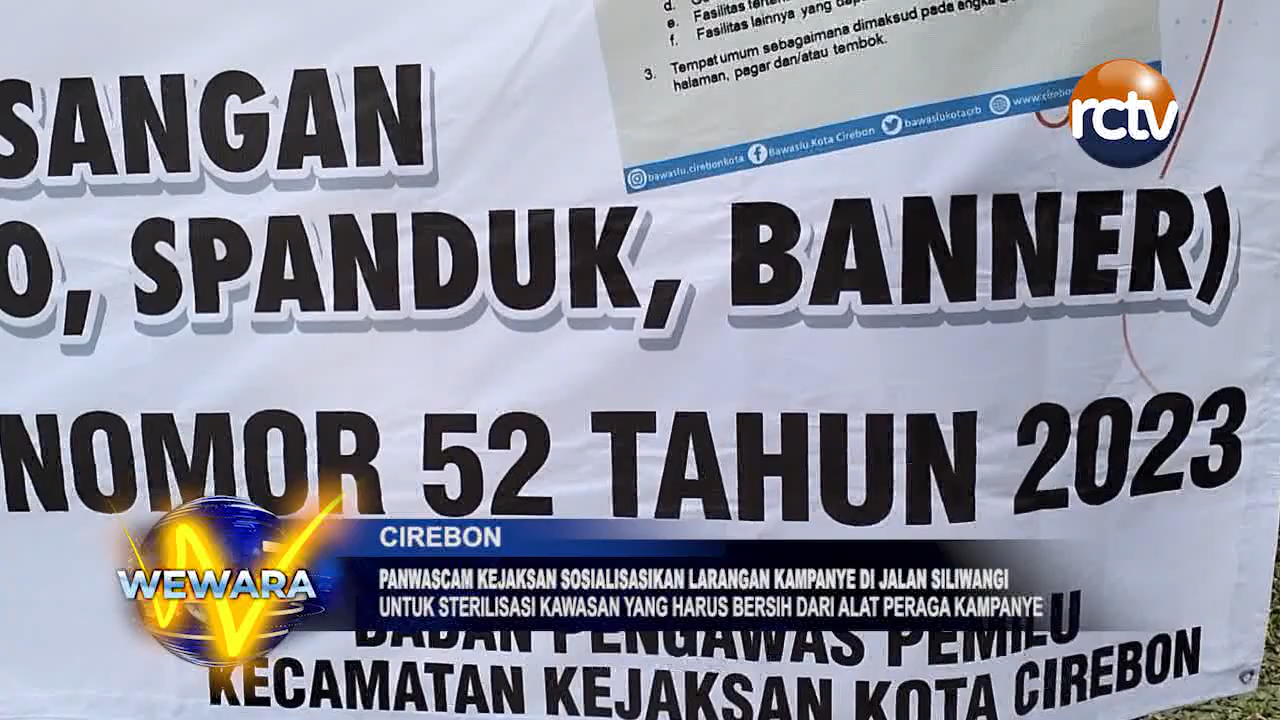 e. Fasilitas
f. Fasilitas lainnya yang
3. Tempat umum sebagaimana dimaksud pada angka
halaman, pagar dan/atau tembok.
bawaslu.cirebonkota Bawaslu Kota Cirebon bawaslukotacrb
rctv
SANGAN
O, SPANDUK, BANNER)
NOMOR 52 TAHUN 2023
CIREBON
WEWARA
PANWASCAM KEJAKSAN SOSIALISASIKAN LARANGAN KAMPANYE DI JALAN SILIWANGI
UNTUK STERILISASI KAWASAN YANG HARUS BERSIH DARI ALAT PERAGA KAMPANYE
BADAN PENGAWAS PEMILU
KECAMATAN KEJAKSAN KOTA CIREBON